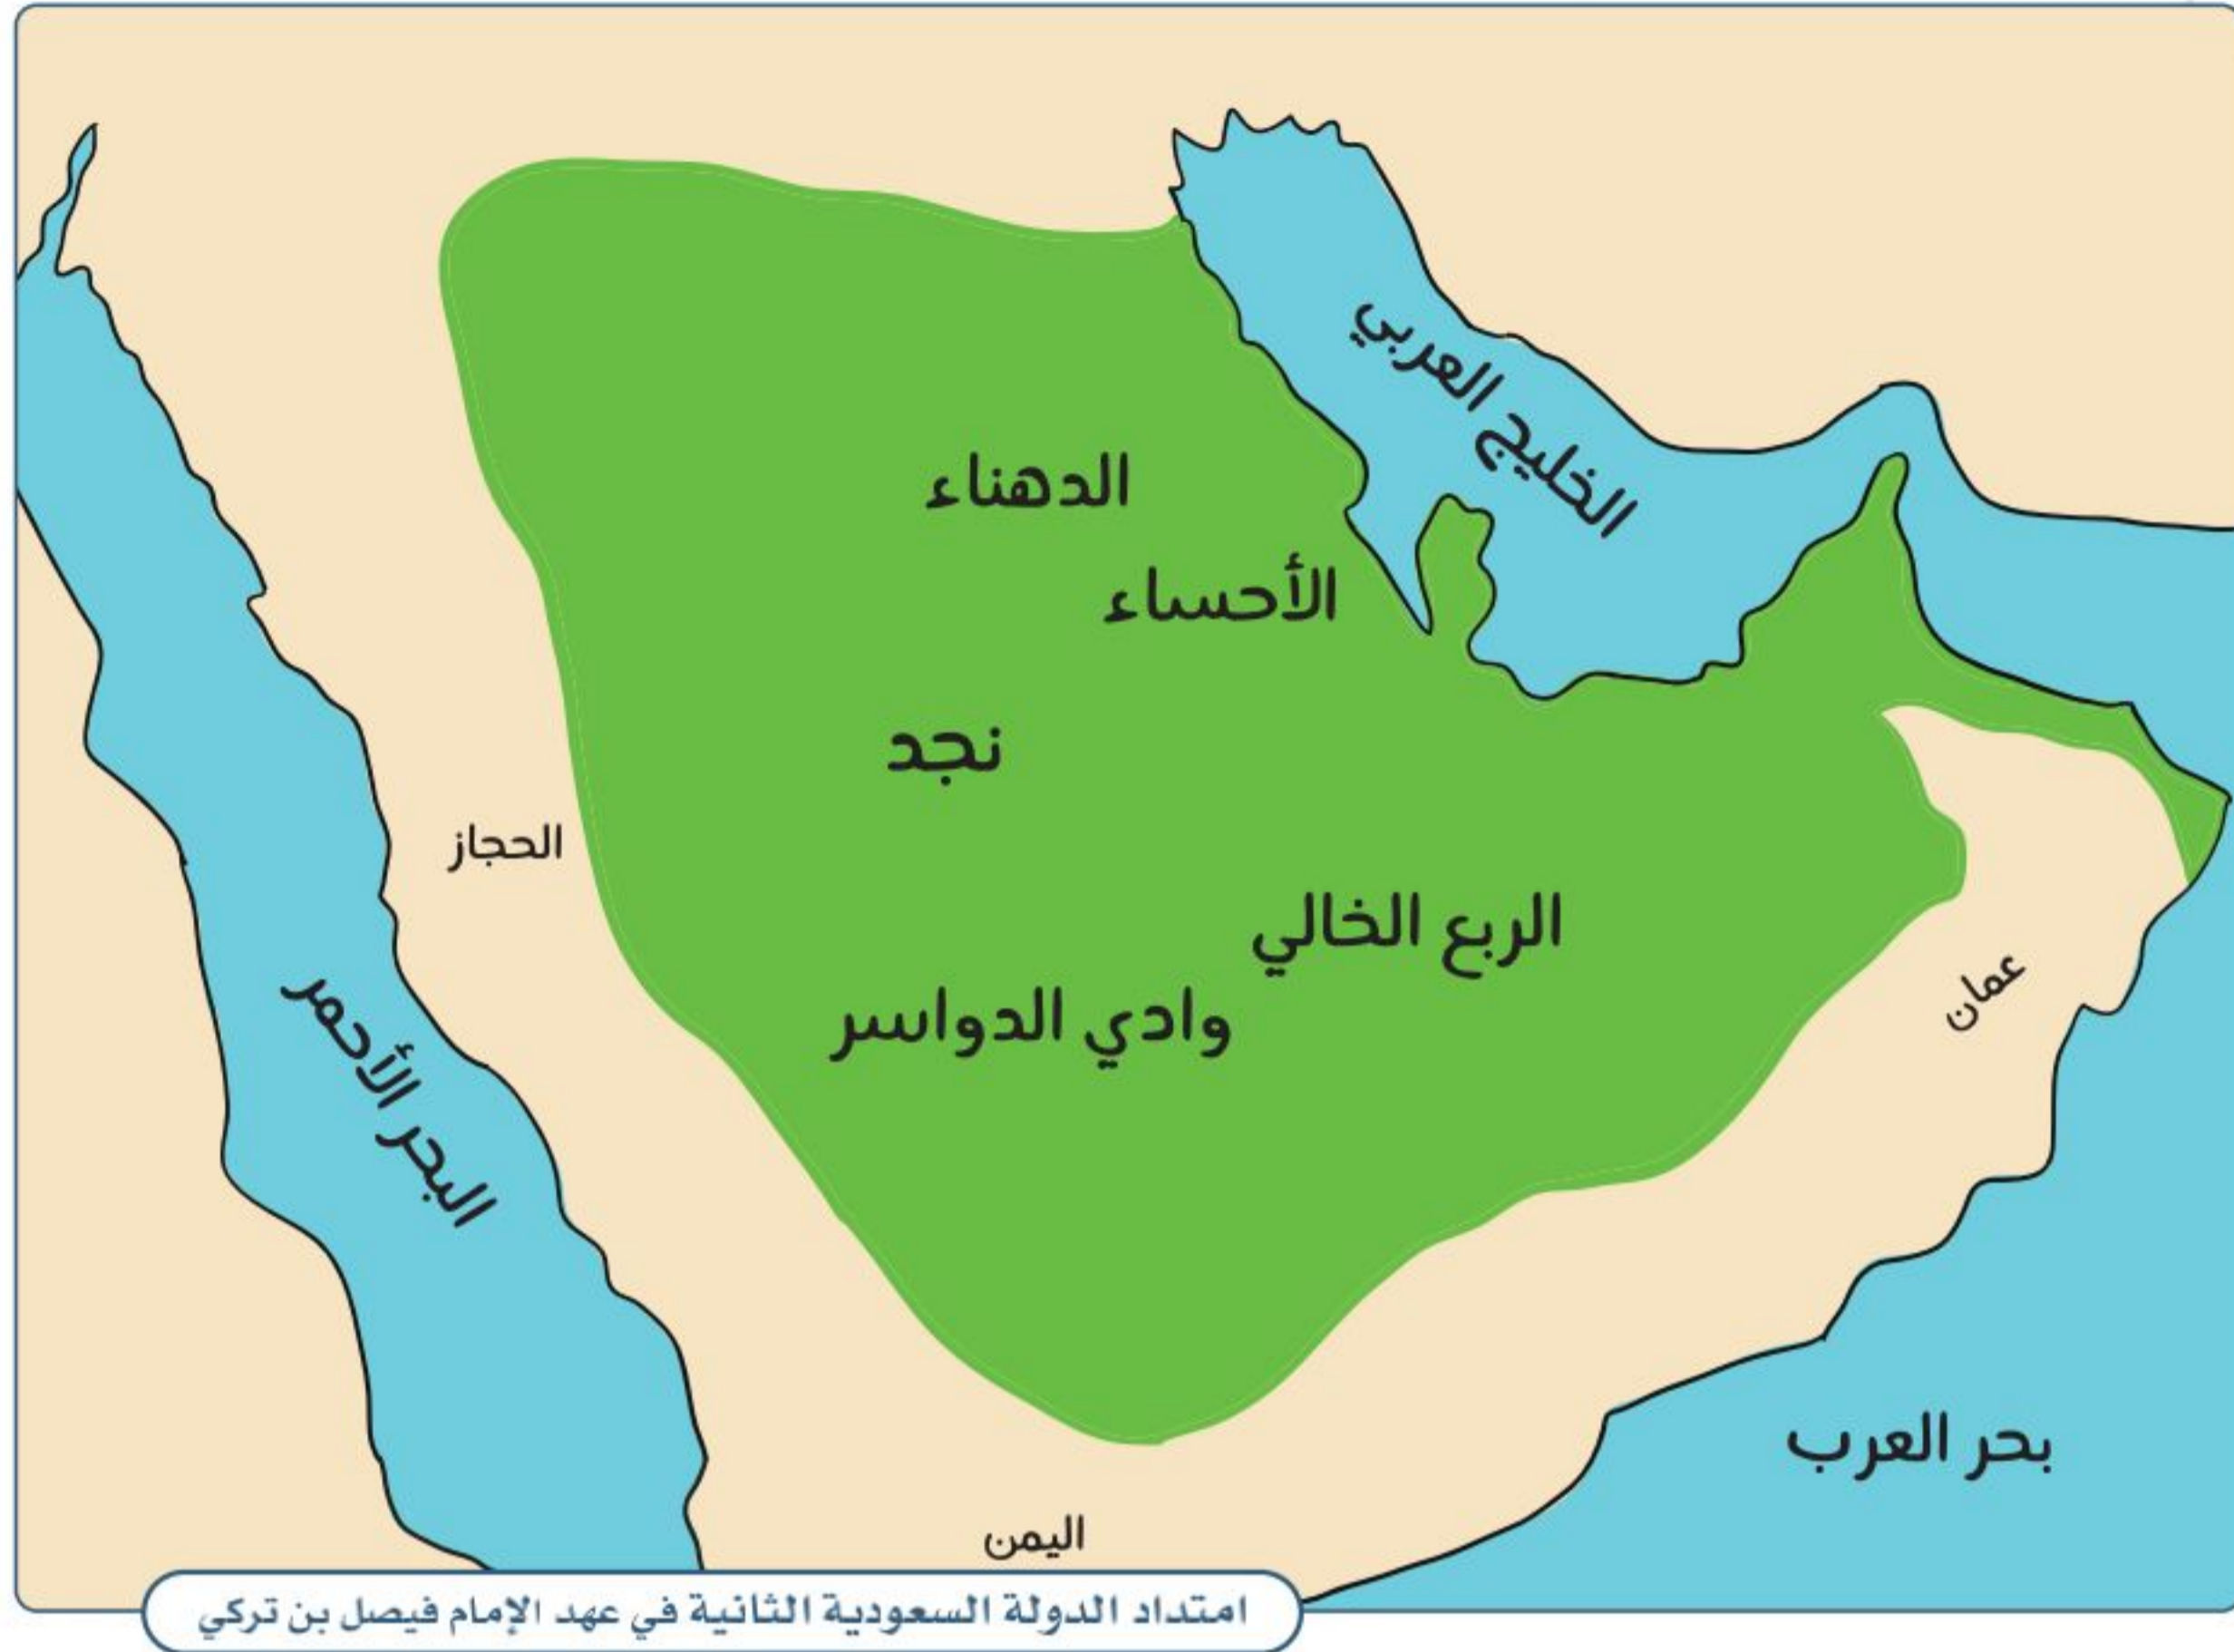 الخليج العربي
الدهناء
الأحساء
نجد
الحجاز
الربع الخالي
عمان
وادي الدواسر
البحر الأحمر
بحر العرب
اليمن
امتداد الدولة السعودية الثانية في عهد الإمام فيصل بن تركي